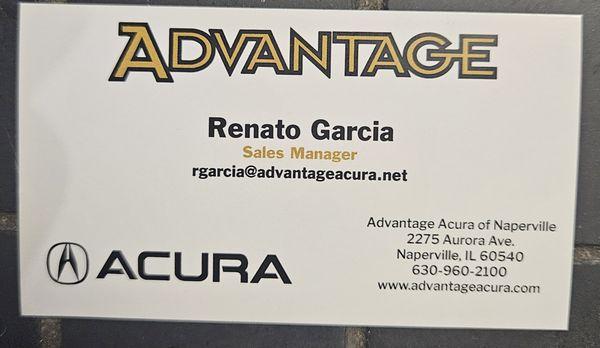 ADVANTAGE
Renato Garcia
Sales Manager
rgarcia@advantageacura.net
Advantage Acura of Naperville
2275 Aurora Ave.
Naperville, IL 60540
630-960-2100
www.advantageacura.com
ACURA